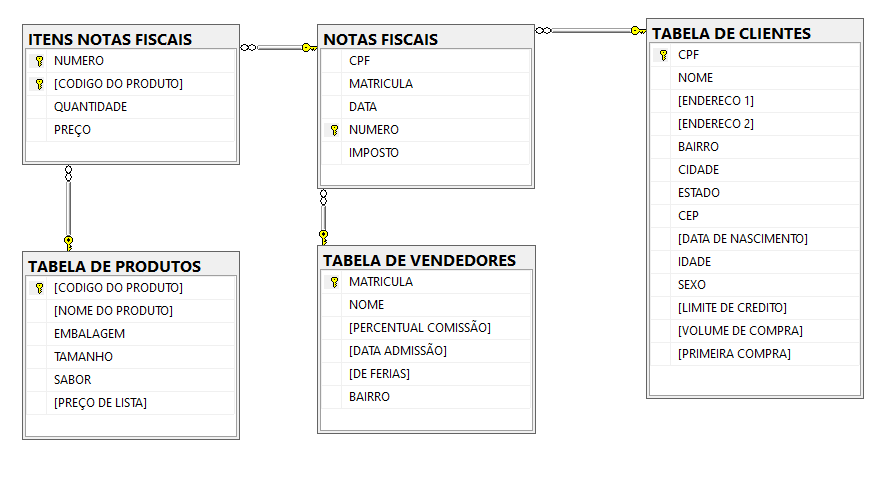 ITENS NOTAS FISCAIS
NUMERO
[CODIGO DO PRODUTO]
QUANTIDADE
PREÇO
NOTAS FISCAIS
CPF
MATRICULA
DATA
NUMERO
IMPOSTO
TABELA DE CLIENTES
CPF
NOME
[ENDERECO 1]
[ENDERECO 2]
BAIRRO
CIDADE
ESTADO
CEP
[DATA DE NASCIMENTO]
IDADE
SEXO
[LIMITE DE CREDITO]
[VOLUME DE COMPRA]
[PRIMEIRA COMPRA]
TABELA DE PRODUTOS
[CODIGO DO PRODUTO]
[NOME DO PRODUTO]
EMBALAGEM
TAMANHO
SABOR
[PREÇO DE LISTA]
TABELA DE VENDEDORES
MATRICULA
NOME
[PERCENTUAL COMISSÃO]
[DATA ADMISSÃO]
[DE FERIAS]
BAIRRO